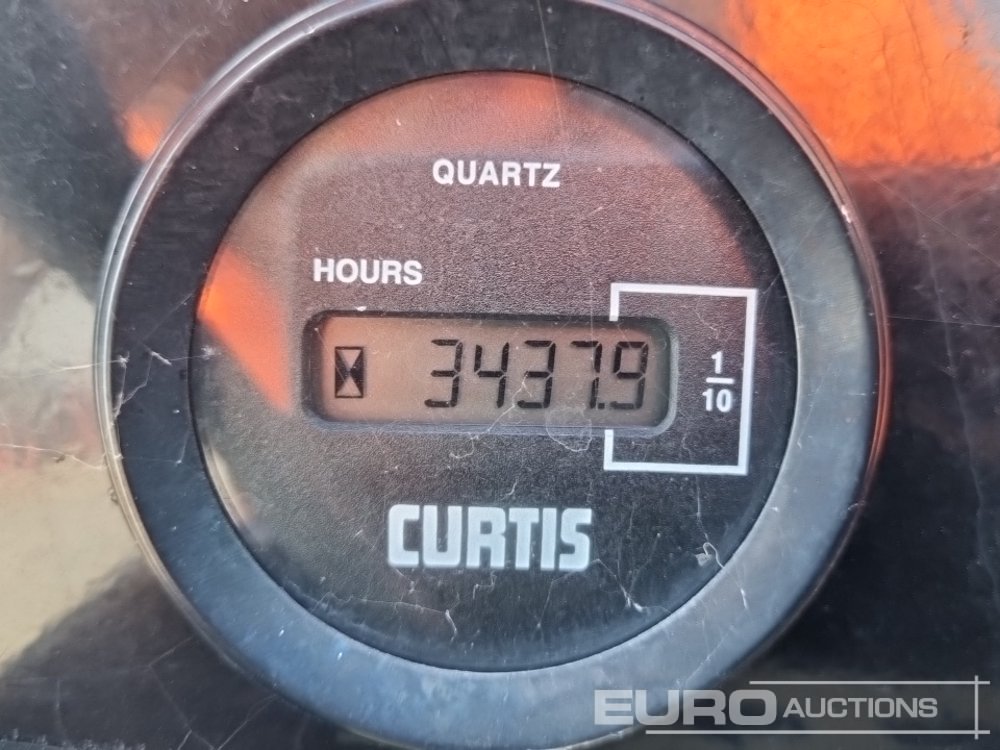 QUARTZ
HOURS
3437.9
1
10
CURTIS
EURO AUCTIONS